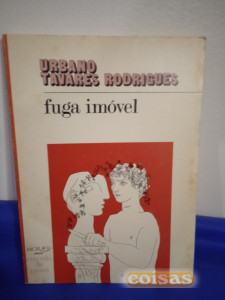 URBANO
TAVARES RODRIGUES
fuga imóvel
coisas